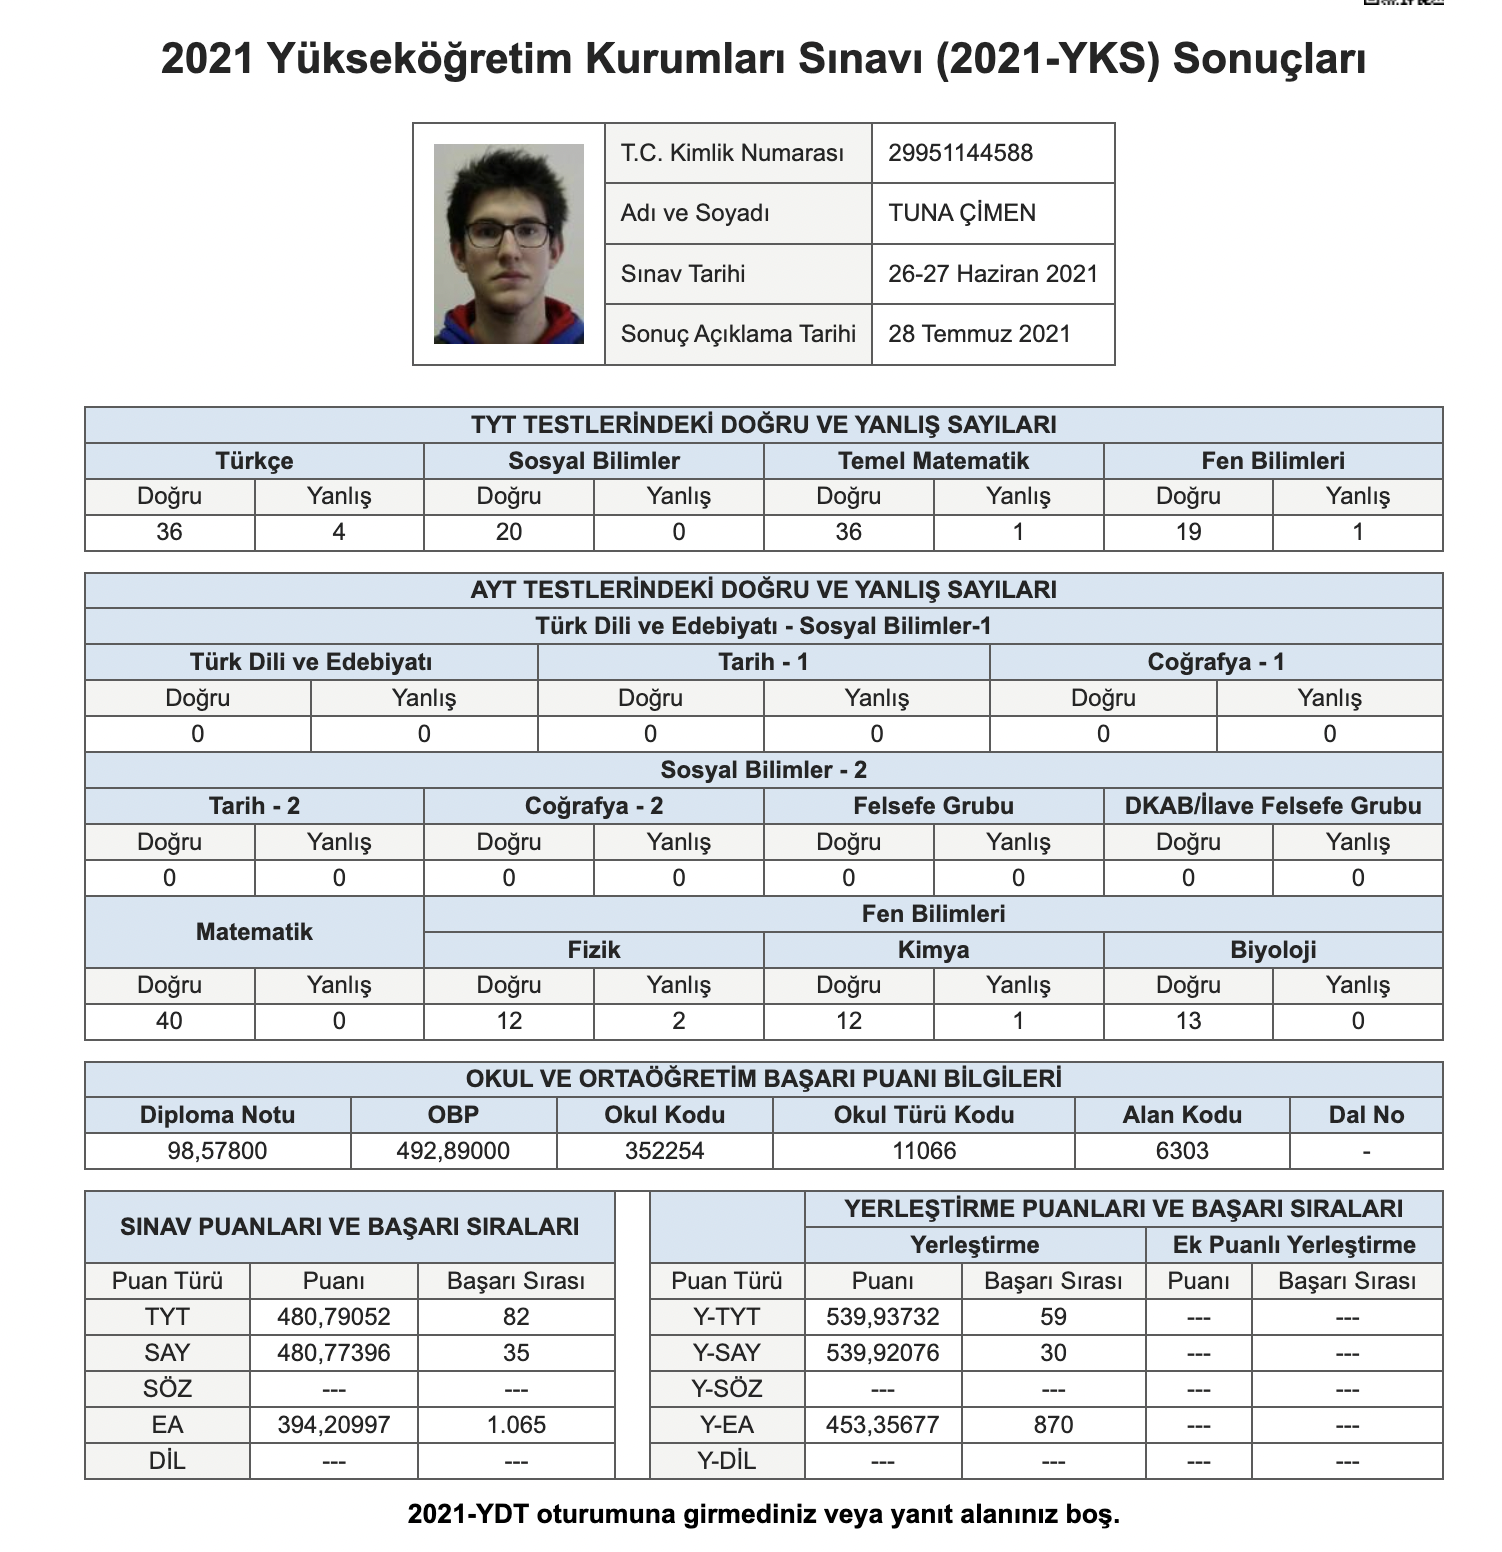 2021 Yükseköğretim Kurumları Sınavı (2021-YKS) Sonuçları
T.C. Kimlik Numarası 29951144588
Adı ve Soyadı TUNA ÇİMEN
Sınav Tarihi 26-27 Haziran 2021
Sonuç Açıklama Tarihi 28 Temmuz 2021
TYT TESTLERİNDEKİ DOĞRU VE YANLIŞ SAYILARI
Türkçe Sosyal Bilimler Temel Matematik Fen Bilimleri
Doğru Yanlış Doğru Yanlış Doğru Yanlış Doğru Yanlış
36 4 20 0 36 1 19 1
AYT TESTLERİNDEKİ DOĞRU VE YANLIŞ SAYILARI
Türk Dili ve Edebiyatı - Sosyal Bilimler-1
Türk Dili ve Edebiyatı Tarih - 1 Coğrafya - 1
Doğru Yanlış Doğru Yanlış Doğru Yanlış
0 0 0 0 0 0
Sosyal Bilimler - 2
Tarih - 2 Coğrafya - 2 Felsefe Grubu DKAB/İlave Felsefe Grubu
Doğru Yanlış Doğru Yanlış Doğru Yanlış Doğru Yanlış
0 0 0 0 0 0 0 0
Matematik Fen Bilimleri
Fizik Kimya Biyoloji
Doğru Yanlış Doğru Yanlış Doğru Yanlış Doğru Yanlış
40 0 12 2 12 1 13 0
OKUL VE ORTAÖĞRETİM BAŞARI PUANI BİLGİLERİ
Diploma Notu OBP Okul Kodu Okul Türü Kodu Alan Kodu Dal No
98,57800 492,89000 352254 11066 6303 -
SINAV PUANLARI VE BAŞARI SIRALARI
Puan Türü Puanı Başarı Sırası
TYT 480,79052 82
SAY 480,77396 35
SÖZ --- ---
EA 394,20997 1.065
DİL --- ---
YERLEŞTİRME PUANLARI VE BAŞARI SIRALARI
Yerleştirme Ek Puanlı Yerleştirme
Puan Türü Puanı Başarı Sırası Puanı Başarı Sırası
Y-TYT 539,93732 59 --- ---
Y-SAY 539,92076 30 --- ---
Y-SÖZ --- --- --- ---
Y-EA 453,35677 870 --- ---
Y-DİL --- --- --- ---
2021-YDT oturumuna girmediniz veya yanıt alanınız boş.